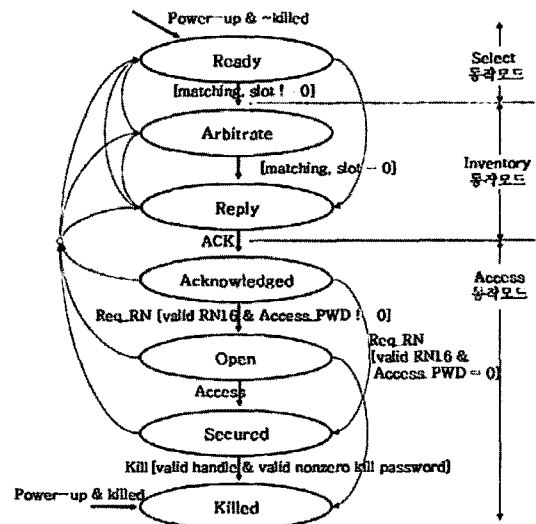 Power-up & ~killed
Ready
Select
동작모드
[matching, slot ! 0]
Arbitrate
[matching, slot - 0]
Inventory
동작모드
Reply
ACK
Acknowledged
Access
동작모드
Req_RN [valid RN16 & Access_PWD ! 0]
Req_RN
[valid RN16 &
Access_PWD = 0]
Open
Access
Secured
Kill [valid handle & valid nonzero kill password]
Power-up & killed
Killed